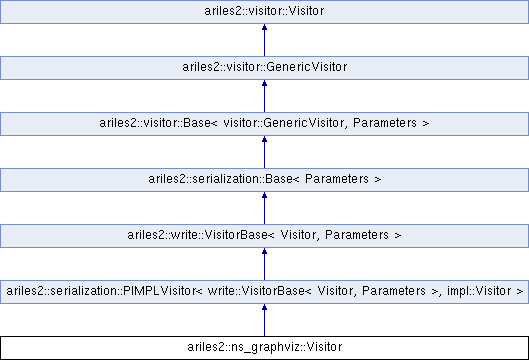 ariles2::visitor::Visitor
ariles2::visitor::GenericVisitor
ariles2::visitor::Base< visitor::GenericVisitor, Parameters >
ariles2::serialization::Base< Parameters >
ariles2::write::VisitorBase< Visitor, Parameters >
ariles2::serialization::PIMPLVisitor< write::VisitorBase< Visitor, Parameters >, impl::Visitor >
ariles2::ns_graphviz::Visitor